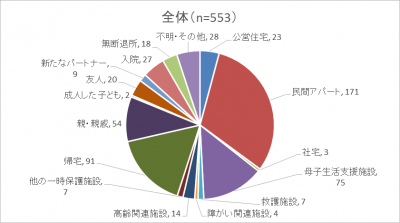 全体（n=553）
公営住宅, 23
民間アパート, 171
社宅, 3
母子生活支援施設,
75
救護施設, 7
障がい関連施設, 4
高齢関連施設, 14
他の一時保護施設,
7
帰宅, 91
親・親戚, 54
成人した子ども, 2
友人, 20
新たなパートナー,
9
入院, 27
無断退所, 18
不明・その他, 28